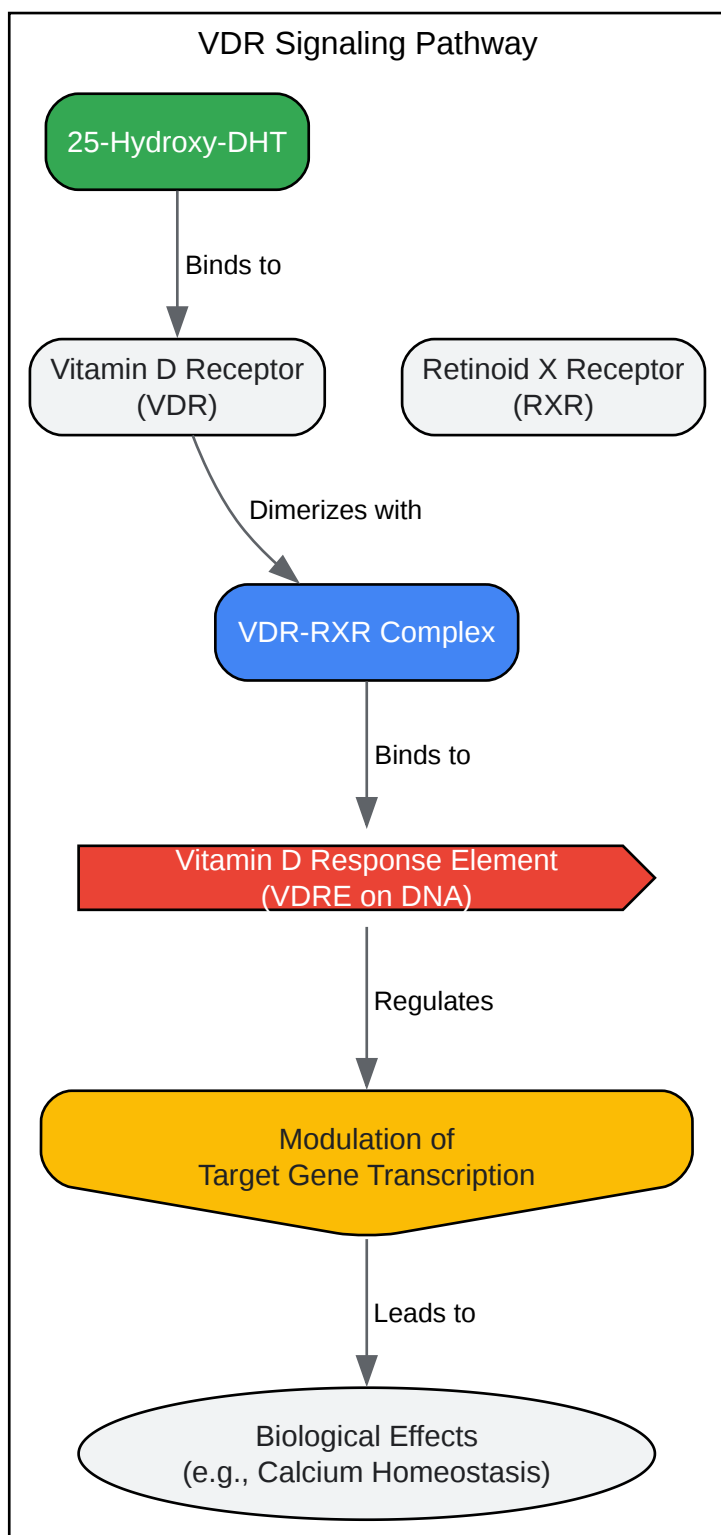 VDR Signaling Pathway
25-Hydroxy-DHT
Binds to
Vitamin D Receptor
(VDR)
Retinoid X Receptor
(RXR)
Dimerizes with
VDR-RXR Complex
Binds to
Vitamin D Response Element
(VDRE on DNA)
Regulates
Modulation of
Target Gene Transcription
Leads to
Biological Effects
(e.g., Calcium Homeostasis)